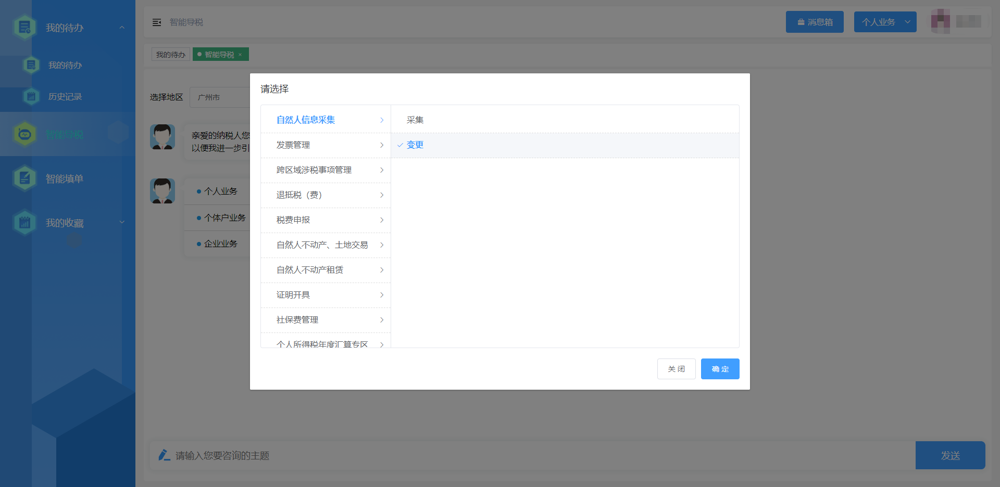 我的待办
我的待办
历史记录
智能导税
智能填单
我的收藏
智能导税
消息箱
个人业务
我的待办
智能导税 ×
选择地区
广州市
亲爱的纳税人您
以便我进一步引
个人业务
个体户业务
企业业务
请选择
自然人信息采集
发票管理
跨区域涉税事项管理
退抵税（费）
税费申报
自然人不动产、土地交易
自然人不动产租赁
证明开具
社保费管理
个人所得税年度汇算专区
采集
变更
关 闭
确 定
请输入您要咨询的主题
发送